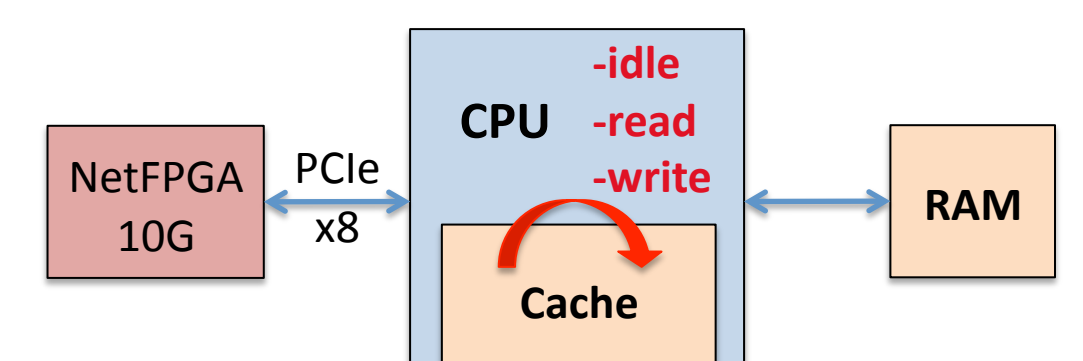 NetFPGA
10G
PCIe
x8
CPU
-idle
-read
-write
Cache
RAM